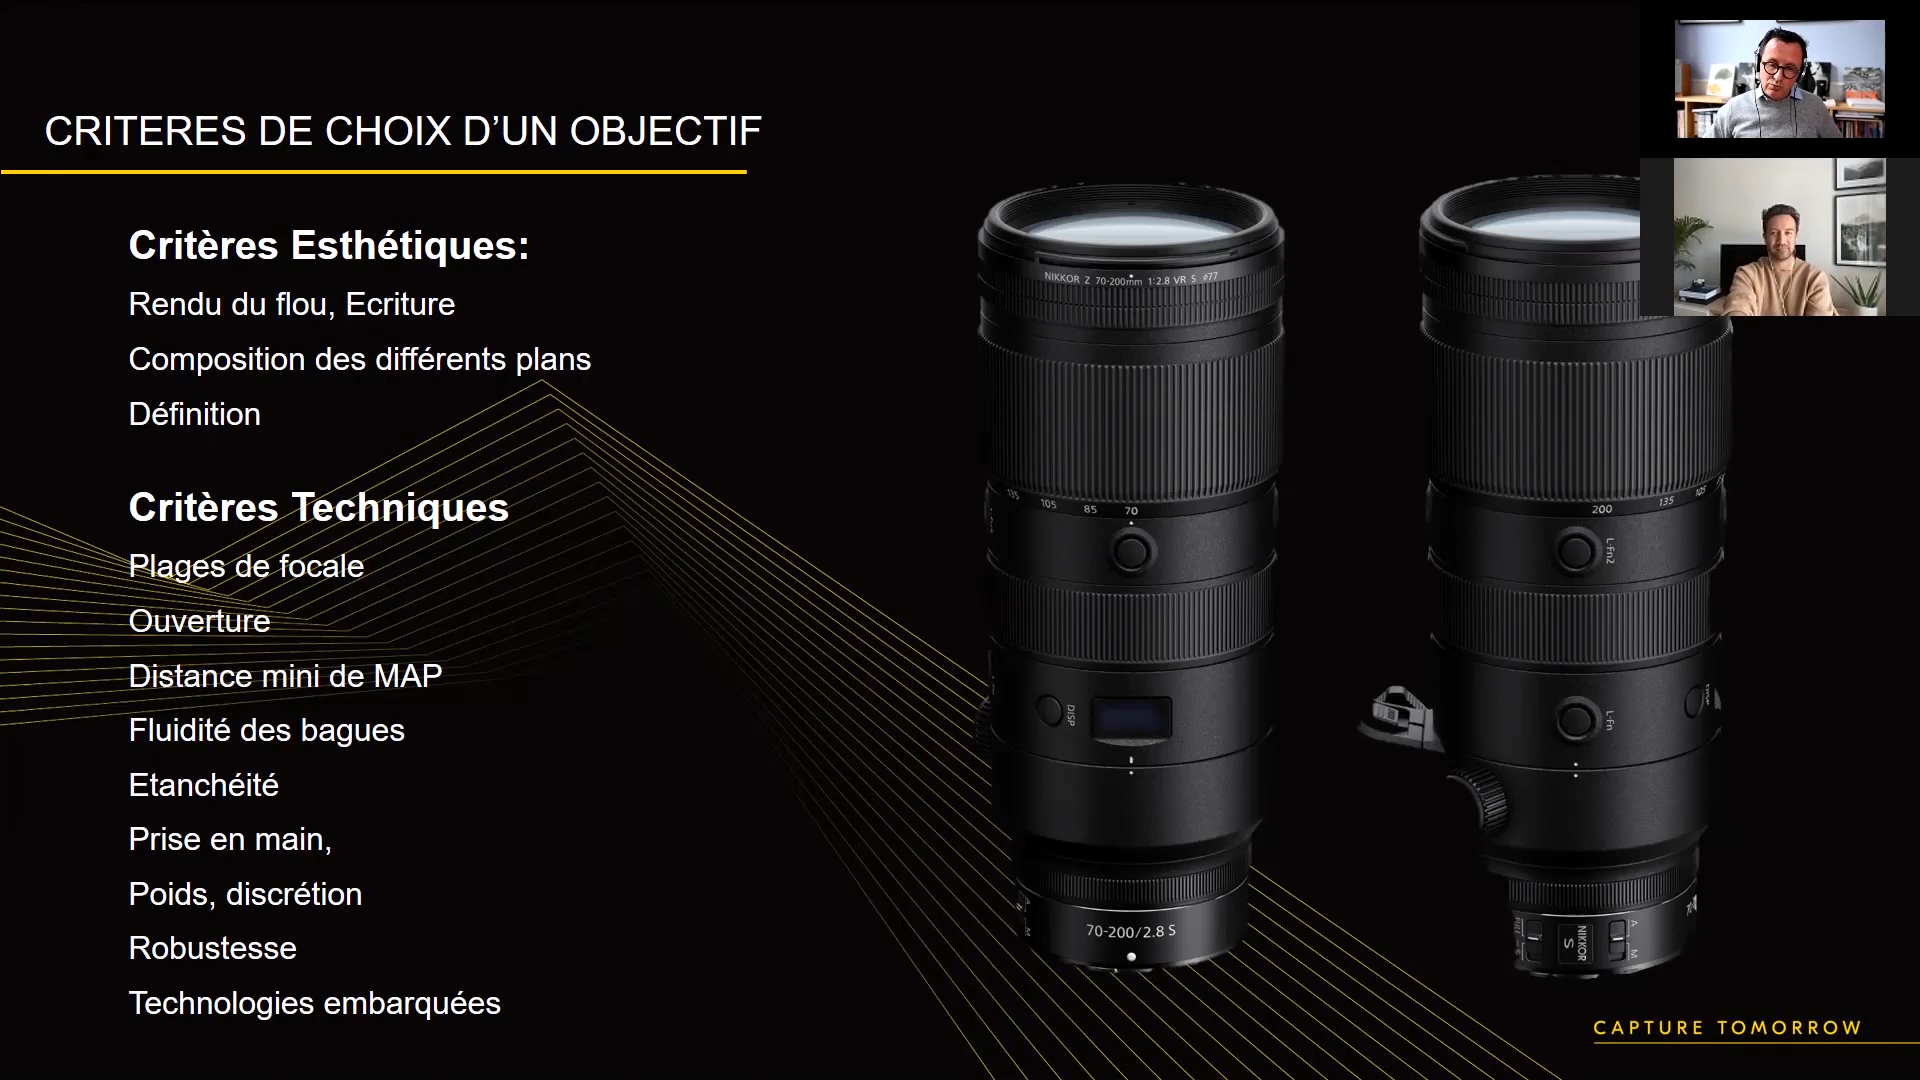 CRITERES DE CHOIX D’UN OBJECTIF
Critères Esthétiques:
Rendu du flou, Ecriture
Composition des différents plans
Définition
Critères Techniques
Plages de focale
Ouverture
Distance mini de MAP
Fluidité des bagues
Etanchéité
Prise en main,
Poids, discrétion
Robustesse
Technologies embarquées
NIKKOR Z 70-200mm 1:2.8 VR S ⌀77
135 105 85 70
DISP
70-200/2.8 S
200 135 105
L-Fn2
L-Fn
NIKKOR
S
A
M
CAPTURE TOMORROW